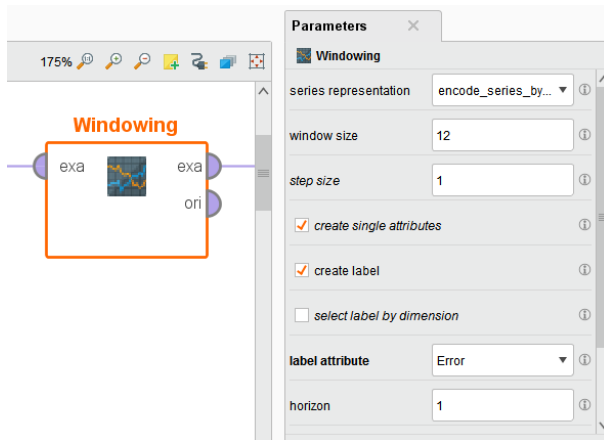 Parameters
175%
Windowing
series representation encode_series_by...
window size 12
step size 1
create single attributes
create label
select label by dimension
label attribute Error
horizon 1
Windowing
exa exa
ori